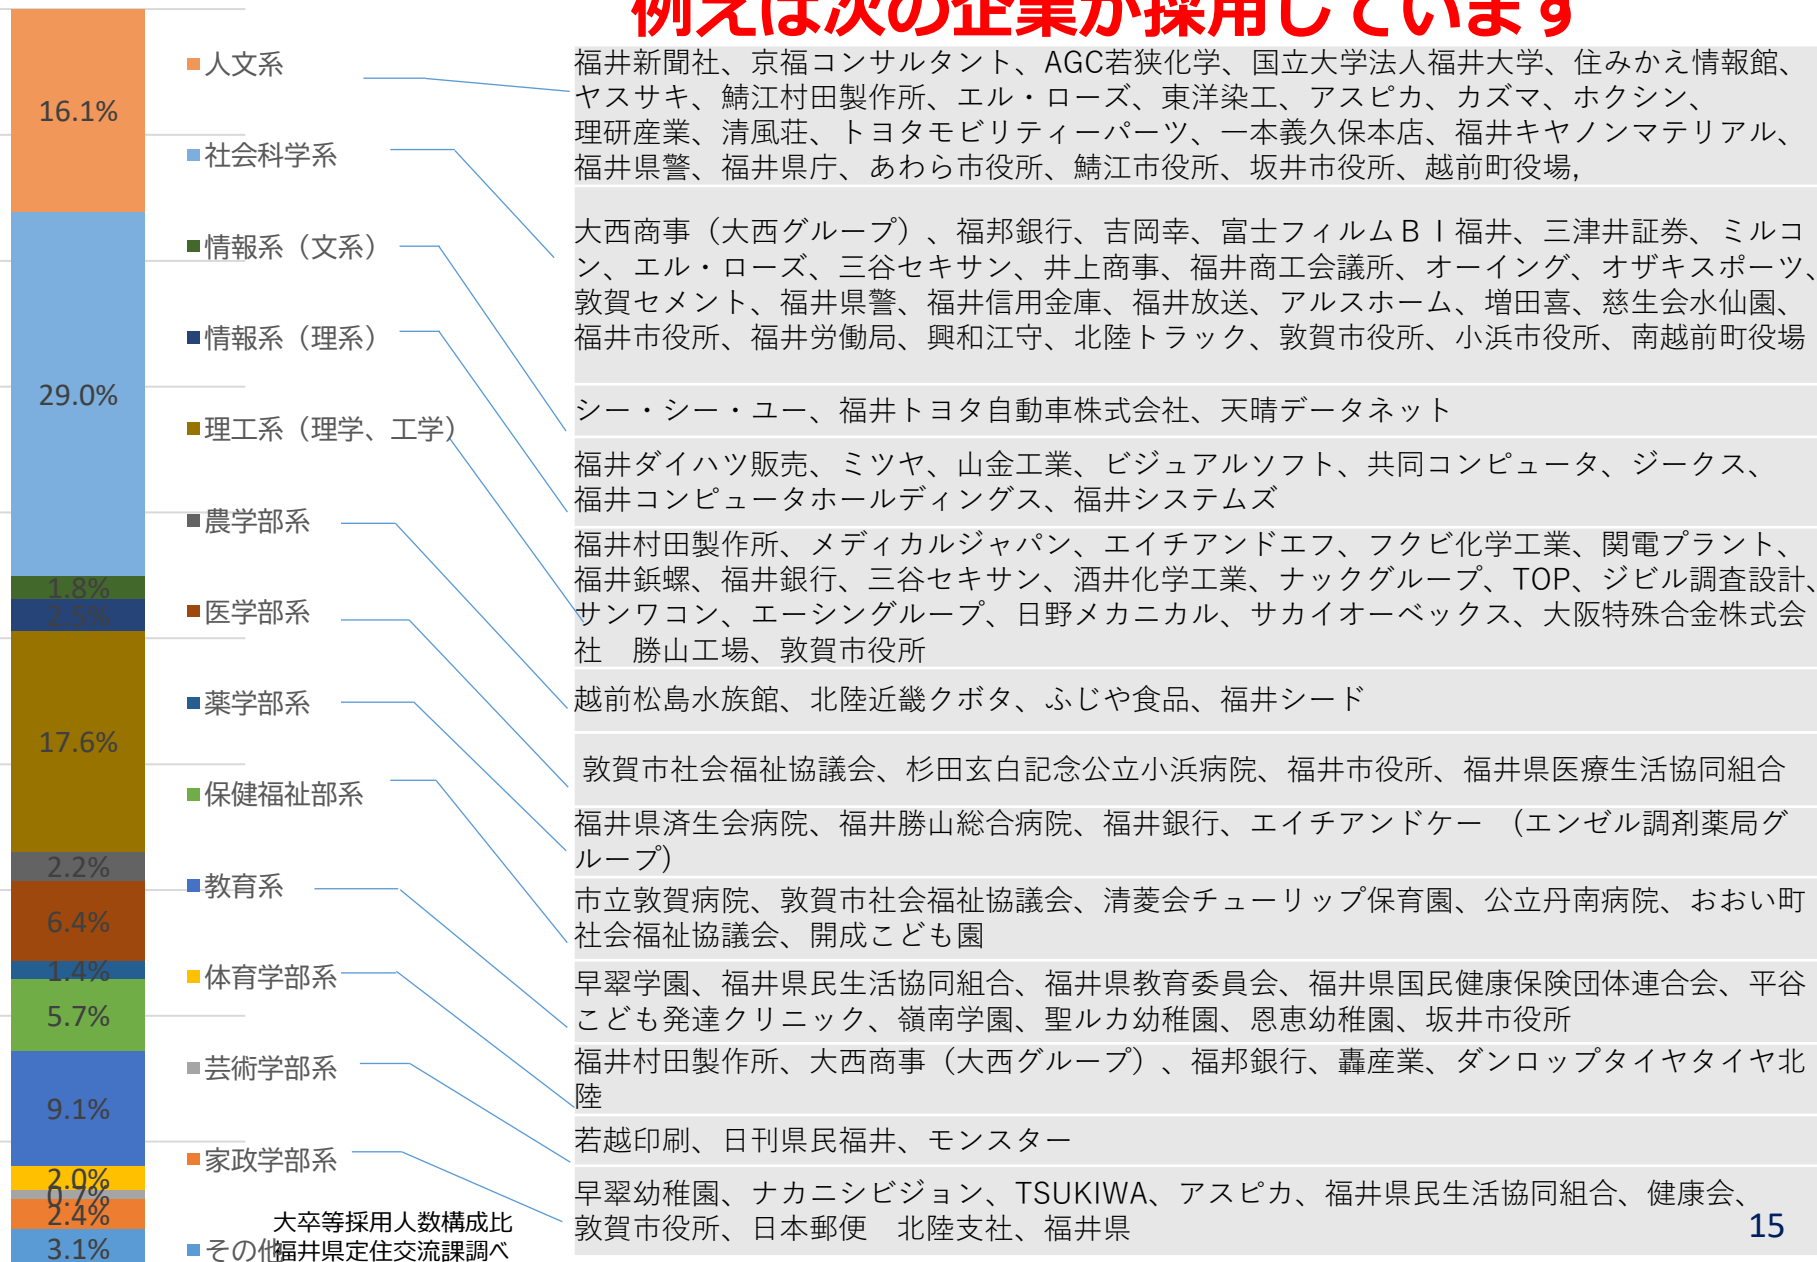 例えば次の企業が採用しています
人文系
社会科学系
情報系（文系）
情報系（理系）
理工系（理学、工学）
農学部系
医学部系
薬学部系
保健福祉部系
教育系
体育学部系
芸術学部系
家政学部系
その他
16.1%
29.0%
1.8%
2.5%
17.6%
2.2%
6.4%
1.4%
5.7%
9.1%
2.0%
0.7%
2.4%
3.1%
福井新聞社、京福コンサルタント、AGC若狭化学、国立大学法人福井大学、住みかえ情報館、
ヤスサキ、鯖江村田製作所、エル・ローズ、東洋染工、アスピカ、カズマ、ホクシン、
理研産業、清風荘、トヨタモビリティーパーツ、一本義久保本店、福井キヤノンマテリアル、
福井県警、福井県庁、あわら市役所、鯖江市役所、坂井市役所、越前町役場,
大西商事（大西グループ）、福邦銀行、吉岡幸、富士フィルムＢＩ福井、三津井証券、ミルコ
ン、エル・ローズ、三谷セキサン、井上商事、福井商工会議所、オーイング、オザキスポーツ、
敦賀セメント、福井県警、福井信用金庫、福井放送、アルスホーム、増田喜、慈生会水仙園、
福井市役所、福井労働局、興和江守、北陸トラック、敦賀市役所、小浜市役所、南越前町役場
シー・シー・ユー、福井トヨタ自動車株式会社、天晴データネット
福井ダイハツ販売、ミツヤ、山金工業、ビジュアルソフト、共同コンピュータ、ジークス、
福井コンピュータホールディングス、福井システムズ
福井村田製作所、メディカルジャパン、エイチアンドエフ、フクビ化学工業、関電プラント、
福井鋲螺、福井銀行、三谷セキサン、酒井化学工業、ナックグループ、TOP、ジビル調査設計、
サンワコン、エーシングループ、日野メカニカル、サカイオーベックス、大阪特殊合金株式会
社　勝山工場、敦賀市役所
越前松島水族館、北陸近畿クボタ、ふじや食品、福井シード
敦賀市社会福祉協議会、杉田玄白記念公立小浜病院、福井市役所、福井県医療生活協同組合
福井県済生会病院、福井勝山総合病院、福井銀行、エイチアンドケー　(エンゼル調剤薬局グ
ループ)
市立敦賀病院、敦賀市社会福祉協議会、清菱会チューリップ保育園、公立丹南病院、おおい町
社会福祉協議会、開成こども園
早翠学園、福井県民生活協同組合、福井県教育委員会、福井県国民健康保険団体連合会、平谷
こども発達クリニック、嶺南学園、聖ルカ幼稚園、恩恵幼稚園、坂井市役所
福井村田製作所、大西商事（大西グループ）、福邦銀行、轟産業、ダンロップタイヤタイヤ北
陸
若越印刷、日刊県民福井、モンスター
早翠幼稚園、ナカニシビジョン、TSUKIWA、アスピカ、福井県民生活協同組合、健康会、
敦賀市役所、日本郵便　北陸支社、福井県
大卒等採用人数構成比
福井県定住交流課調べ
15